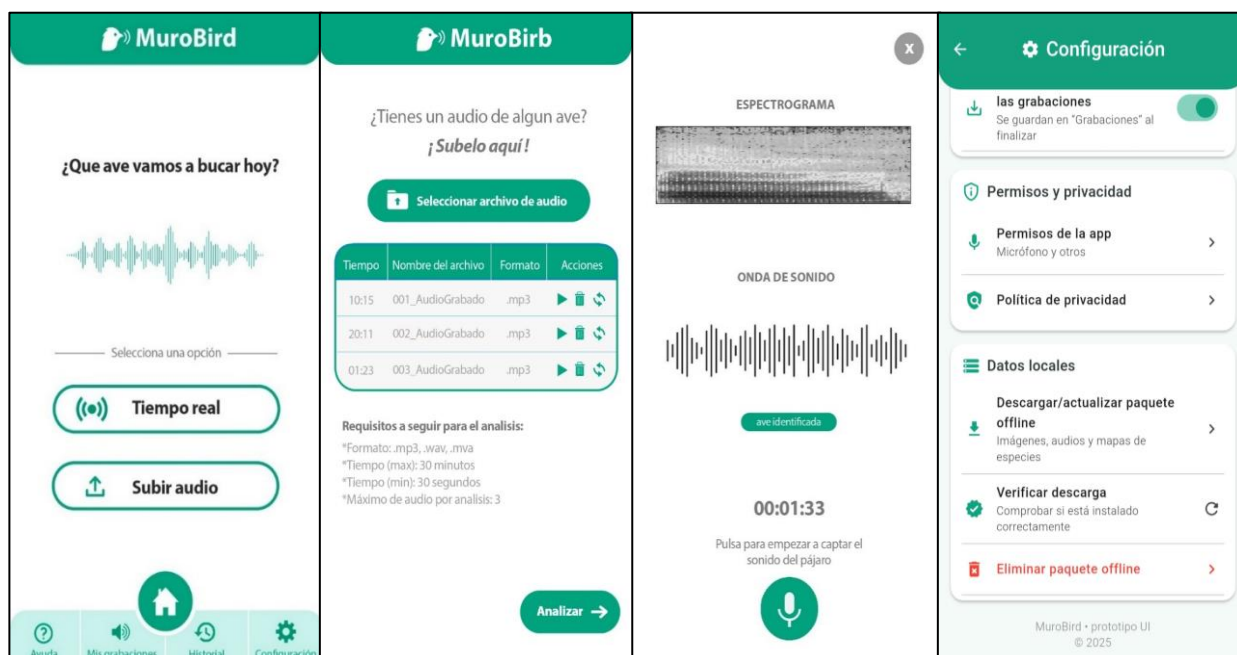 MuroBird
¿Que ave vamos a bucar hoy?
Selecciona una opción
Tiempo real
Subir audio
Ayuda
Mis grabaciones
Historial
Configuración
MuroBirb
¿Tienes un audio de algun ave?
¡Subelo aquí!
Seleccionar archivo de audio
Tiempo Nombre del archivo Formato Acciones
10:15 001_AudioGrabado .mp3
20:11 002_AudioGrabado .mp3
01:23 003_AudioGrabado .mp3
Requisitos a seguir para el analisis:
*Formato: .mp3, .wav, .mva
*Tiempo (max): 30 minutos
*Tiempo (min): 30 segundos
*Máximo de audio por analisis: 3
Analizar
X
ESPECTROGRAMA
ONDA DE SONIDO
ave identificada
00:01:33
Pulsa para empezar a captar el
sonido del pájaro
Configuración
las grabaciones
Se guardan en "Grabaciones" al
finalizar
Permisos y privacidad
Permisos de la app
Micrófono y otros
Política de privacidad
Datos locales
Descargar/actualizar paquete
offline
Imágenes, audios y mapas de
especies
Verificar descarga
Comprobar si está instalado
correctamente
Eliminar paquete offline
MuroBird • prototipo UI
© 2025